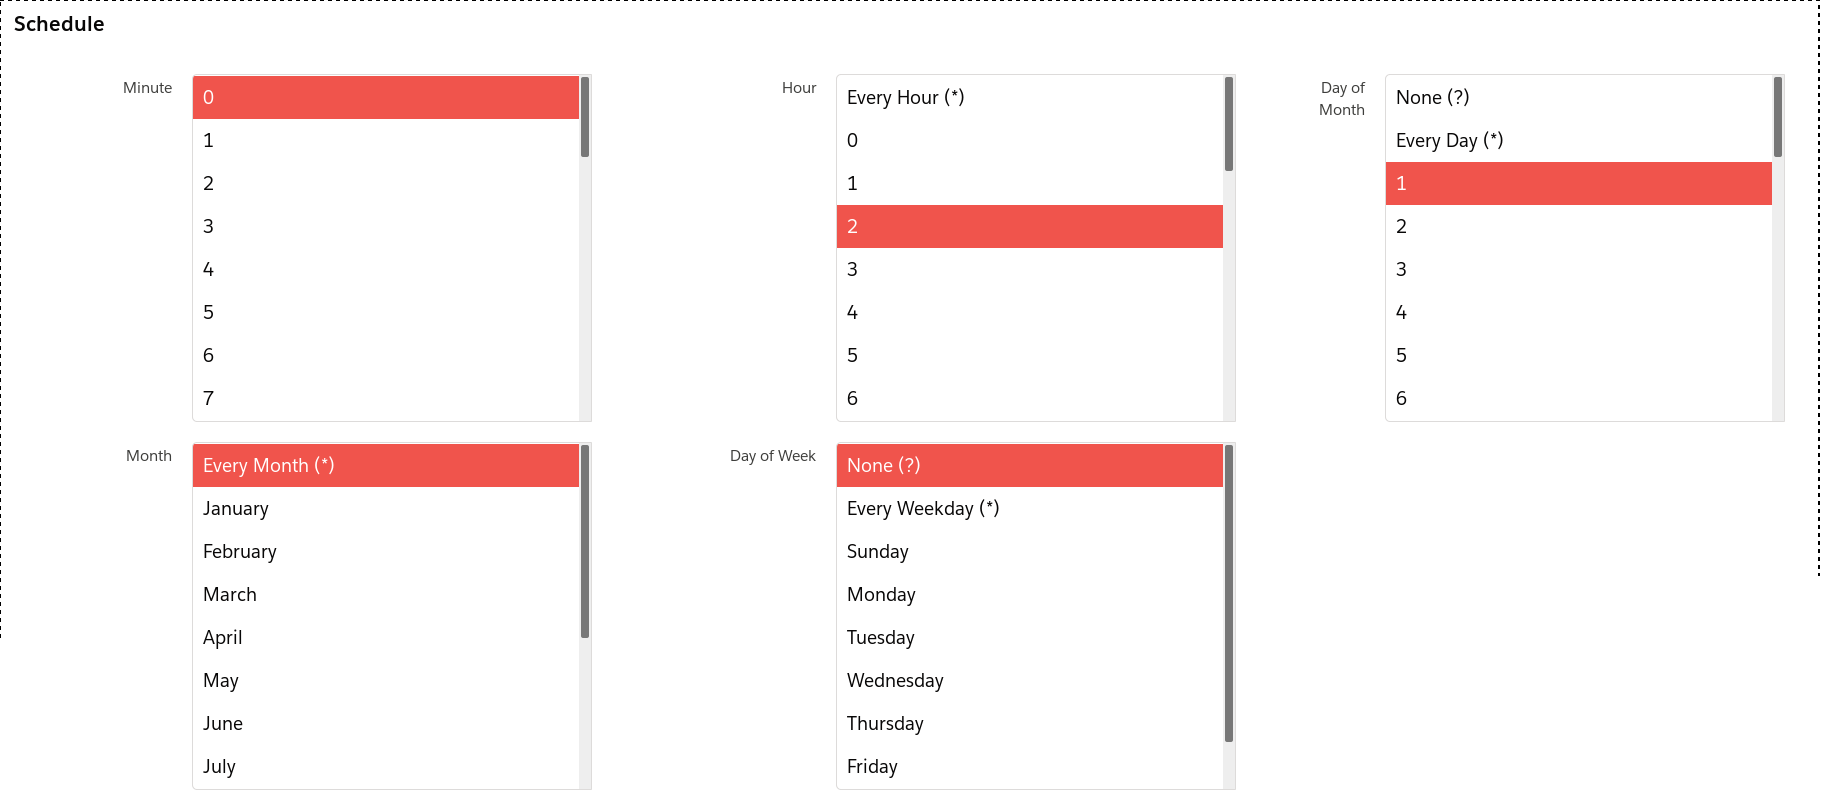 Schedule
Minute
0
1
2
3
4
5
6
7
Hour
Every Hour (*)
0
1
2
3
4
5
6
Day of
Month
None (?)
Every Day (*)
1
2
3
4
5
6
Month
Every Month (*)
January
February
March
April
May
June
July
Day of Week
None (?)
Every Weekday (*)
Sunday
Monday
Tuesday
Wednesday
Thursday
Friday